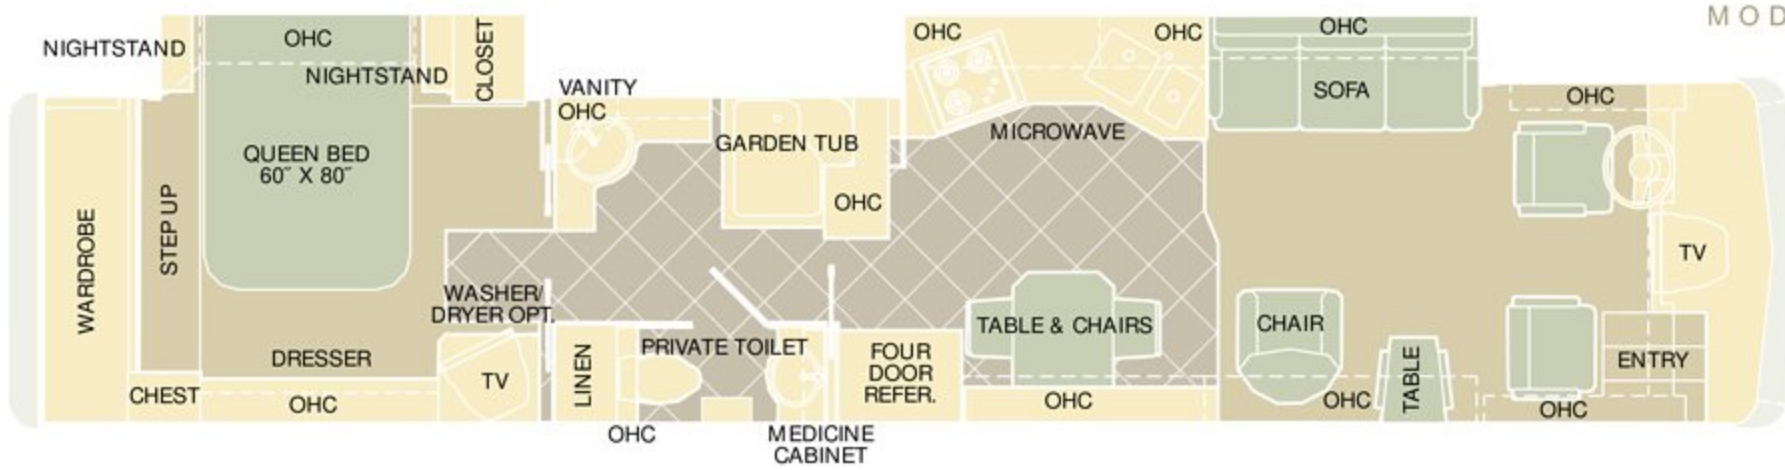 MOD
NIGHTSTAND
OHC
NIGHTSTAND
CLOSET
VANITY
OHC
GARDEN TUB
OHC
OHC
OHC
MICROWAVE
OHC
SOFA
OHC
QUEEN BED
60″ X 80″
WARDROBE
STEP UP
WASHER/
DRYER OPT.
DRESSER
CHEST
OHC
TV
LINEN
PRIVATE TOILET
OHC
MEDICINE
CABINET
FOUR
DOOR
REFER.
TABLE & CHAIRS
OHC
CHAIR
OHC
TABLE
TV
ENTRY
OHC